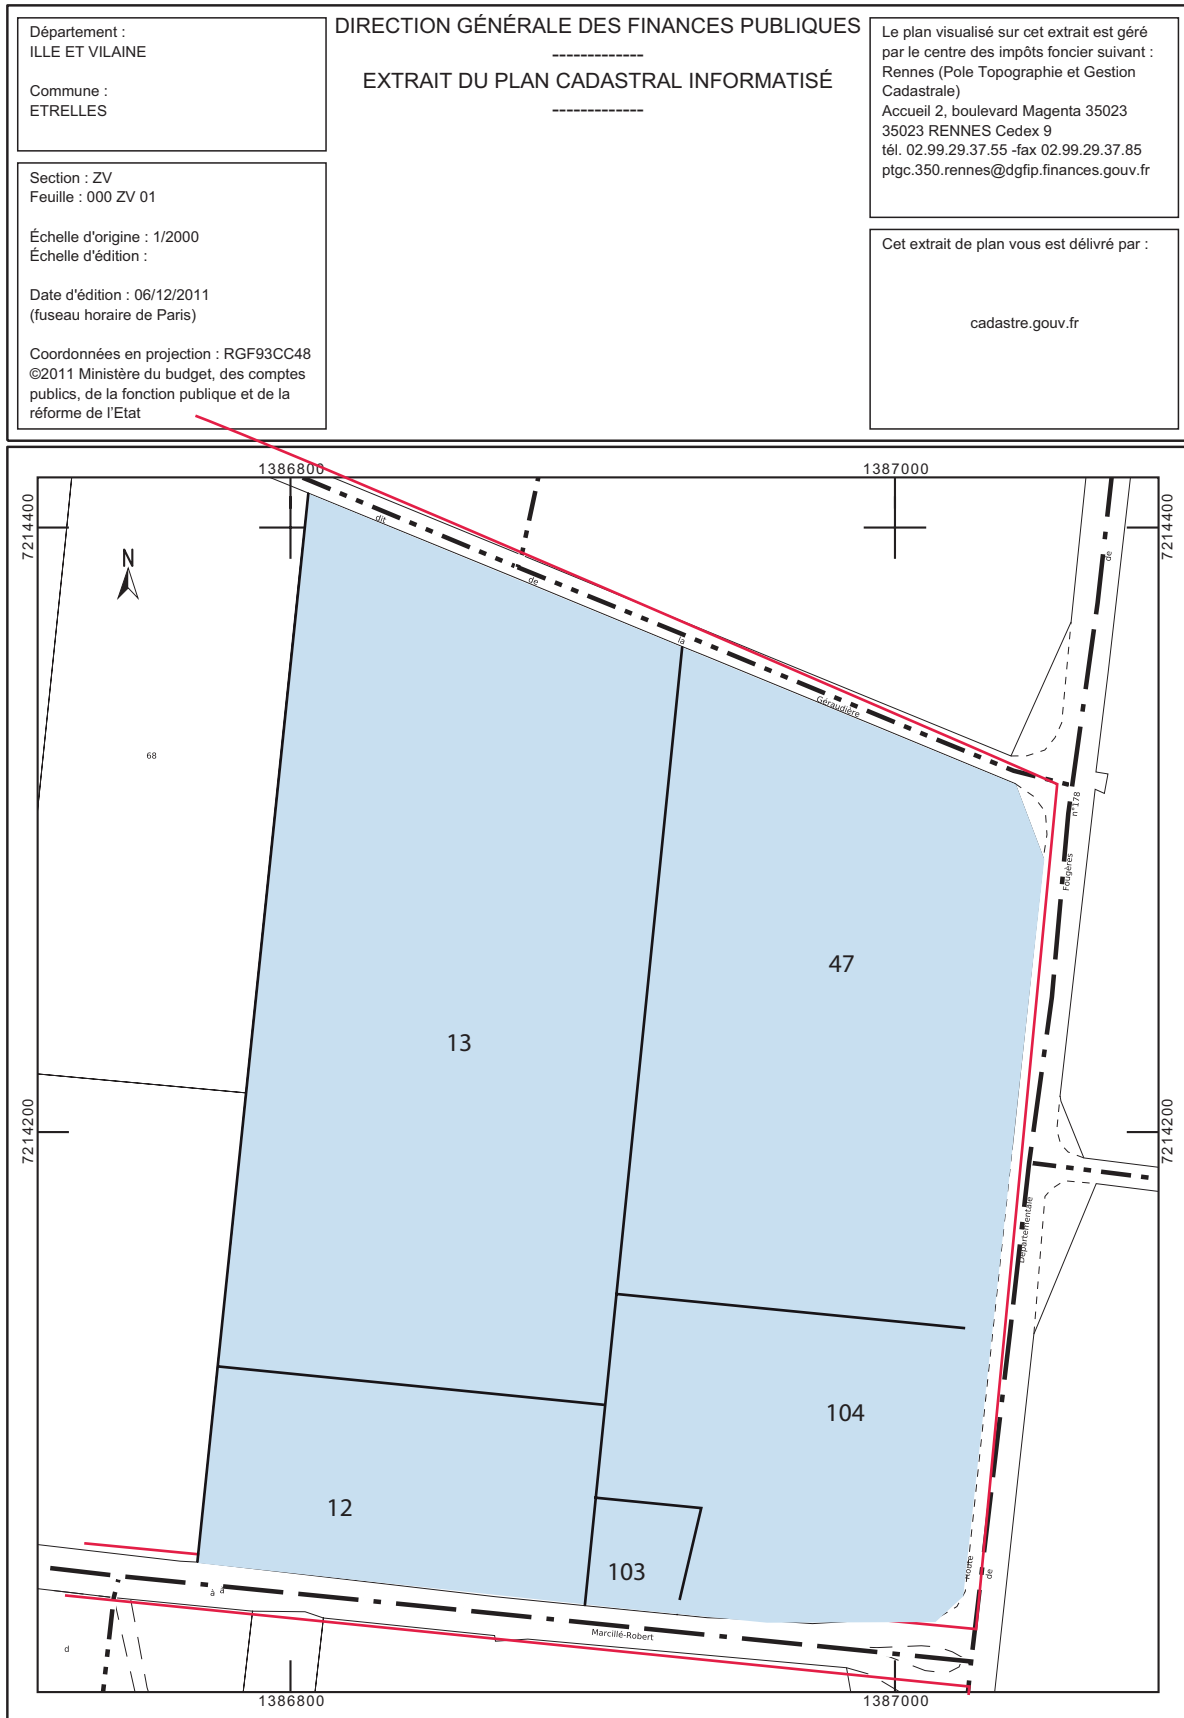 Département :
ILLE ET VILAINE
Commune :
ETRELLES
Section : ZV
Feuille : 000 ZV 01
Échelle d'origine : 1/2000
Échelle d'édition :
Date d'édition : 06/12/2011
(fuseau horaire de Paris)
Coordonnées en projection : RGF93CC48
©2011 Ministère du budget, des comptes
publics, de la fonction publique et de la
réforme de l'Etat
DIRECTION GÉNÉRALE DES FINANCES PUBLIQUES
-------------
EXTRAIT DU PLAN CADASTRAL INFORMATISÉ
-------------
Le plan visualisé sur cet extrait est géré
par le centre des impôts foncier suivant :
Rennes (Pole Topographie et Gestion
Cadastrale)
Accueil 2, boulevard Magenta 35023
35023 RENNES Cedex 9
tél. 02.99.29.37.55 -fax 02.99.29.37.85
ptgc.350.rennes@dgfip.finances.gouv.fr
Cet extrait de plan vous est délivré par :
cadastre.gouv.fr
1386800
1387000
7214400
7214400
N
dit
de
la
Géraudière
de
68
n°178
Fougères
47
13
7214200
7214200
Départementale
104
12
103
Route
de
à
à
Marcillé-Robert
d
1386800
1387000